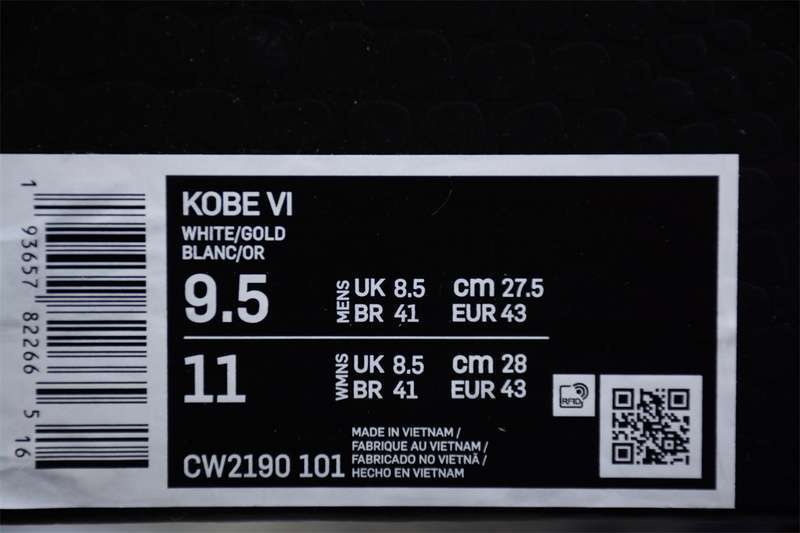 KOBE VI
WHITE/GOLD
BLANC/OR
9.5 MENS UK 8.5 cm 27.5
BR 41 EUR 43
11 WMNS UK 8.5 cm 28
BR 41 EUR 43
RFID
CW2190 101
MADE IN VIETNAM /
FABRIQUE AU VIETNAM /
FABRICADO NO VIETNÃ /
HECHO EN VIETNAM
1 93657 82266 5 16